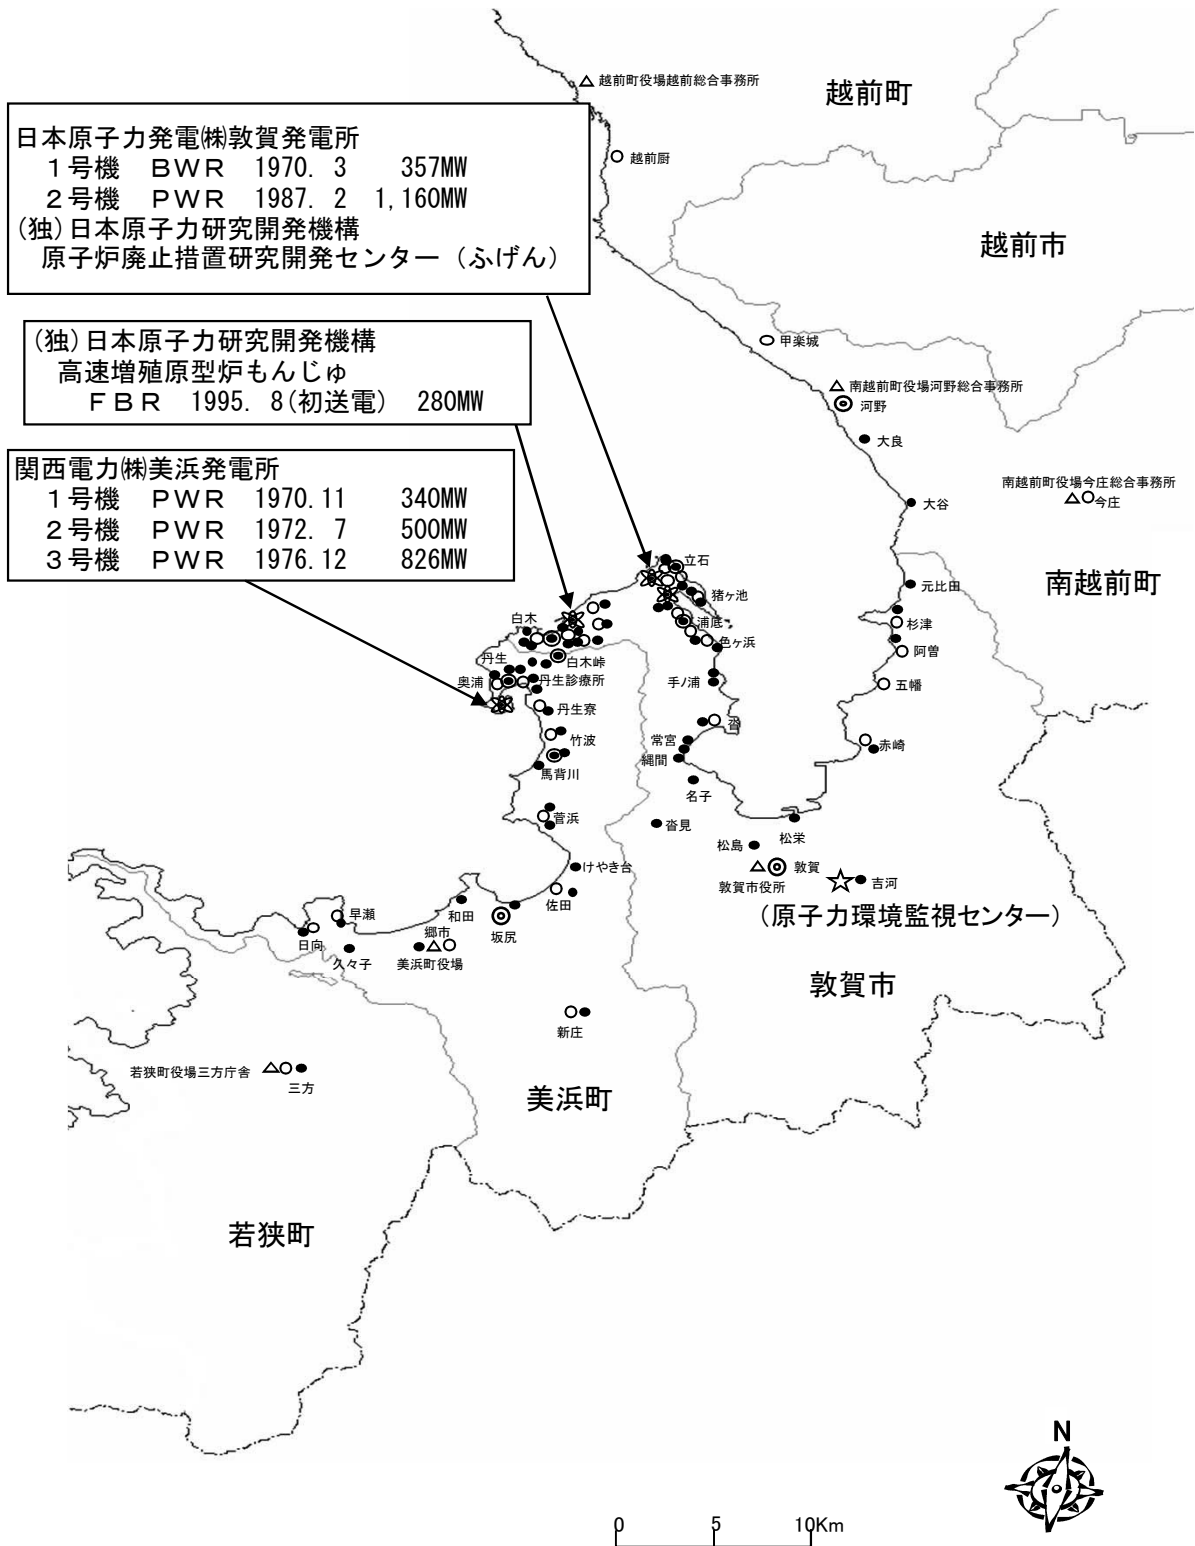 越前町役場越前総合事務所
越前町
日本原子力発電㈱敦賀発電所
1号機 ＢＷＲ 1970. 3 357MW
2号機 ＰＷＲ 1987. 2 1,160MW
(独)日本原子力研究開発機構
原子炉廃止措置研究開発センター（ふげん）
越前厨
越前市
(独)日本原子力研究開発機構
高速増殖原型炉もんじゅ
ＦＢＲ 1995. 8(初送電) 280MW
甲楽城
南越前町役場河野総合事務所
河野
大良
関西電力㈱美浜発電所
1号機 ＰＷＲ 1970.11 340MW
2号機 ＰＷＲ 1972. 7 500MW
3号機 ＰＷＲ 1976.12 826MW
南越前町役場今庄総合事務所
今庄
大谷
南越前町
立石
元比田
猪ヶ池
白木
浦底
杉津
色ヶ浜
阿曽
丹生
白木峠
奥浦
丹生診療所
手ノ浦
五幡
丹生寮
沓
竹波
常宮
赤崎
縄間
馬背川
名子
菅浜
沓見
松栄
松島
けやき台
敦賀
敦賀市役所
吉河
(原子力環境監視センター)
佐田
和田
早瀬
坂尻
郷市
日向
久々子
美浜町役場
敦賀市
新庄
若狭町役場三方庁舎
三方
美浜町
若狭町
N
0 5 10Km